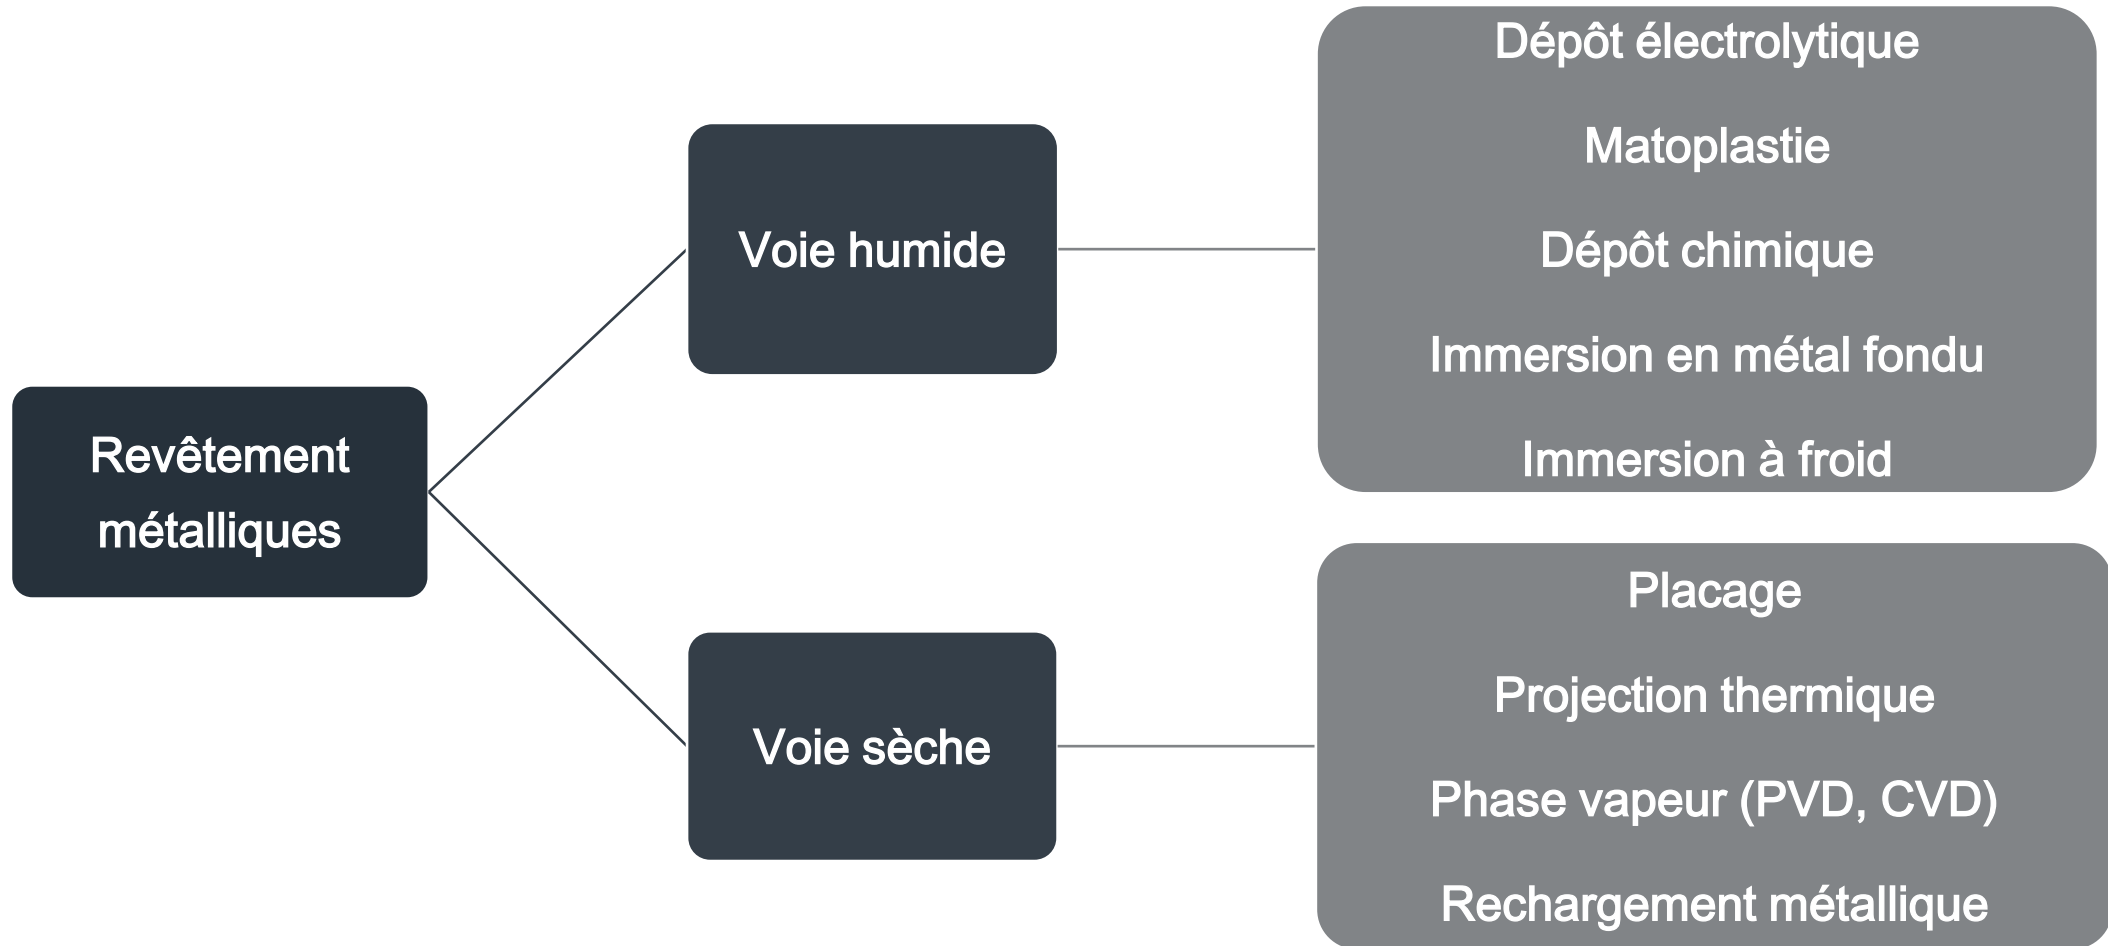 Revêtement
métalliques
Voie humide
Dépôt électrolytique
Matoplastie
Dépôt chimique
Immersion en métal fondu
Immersion à froid
Voie sèche
Placage
Projection thermique
Phase vapeur (PVD, CVD)
Rechargement métallique